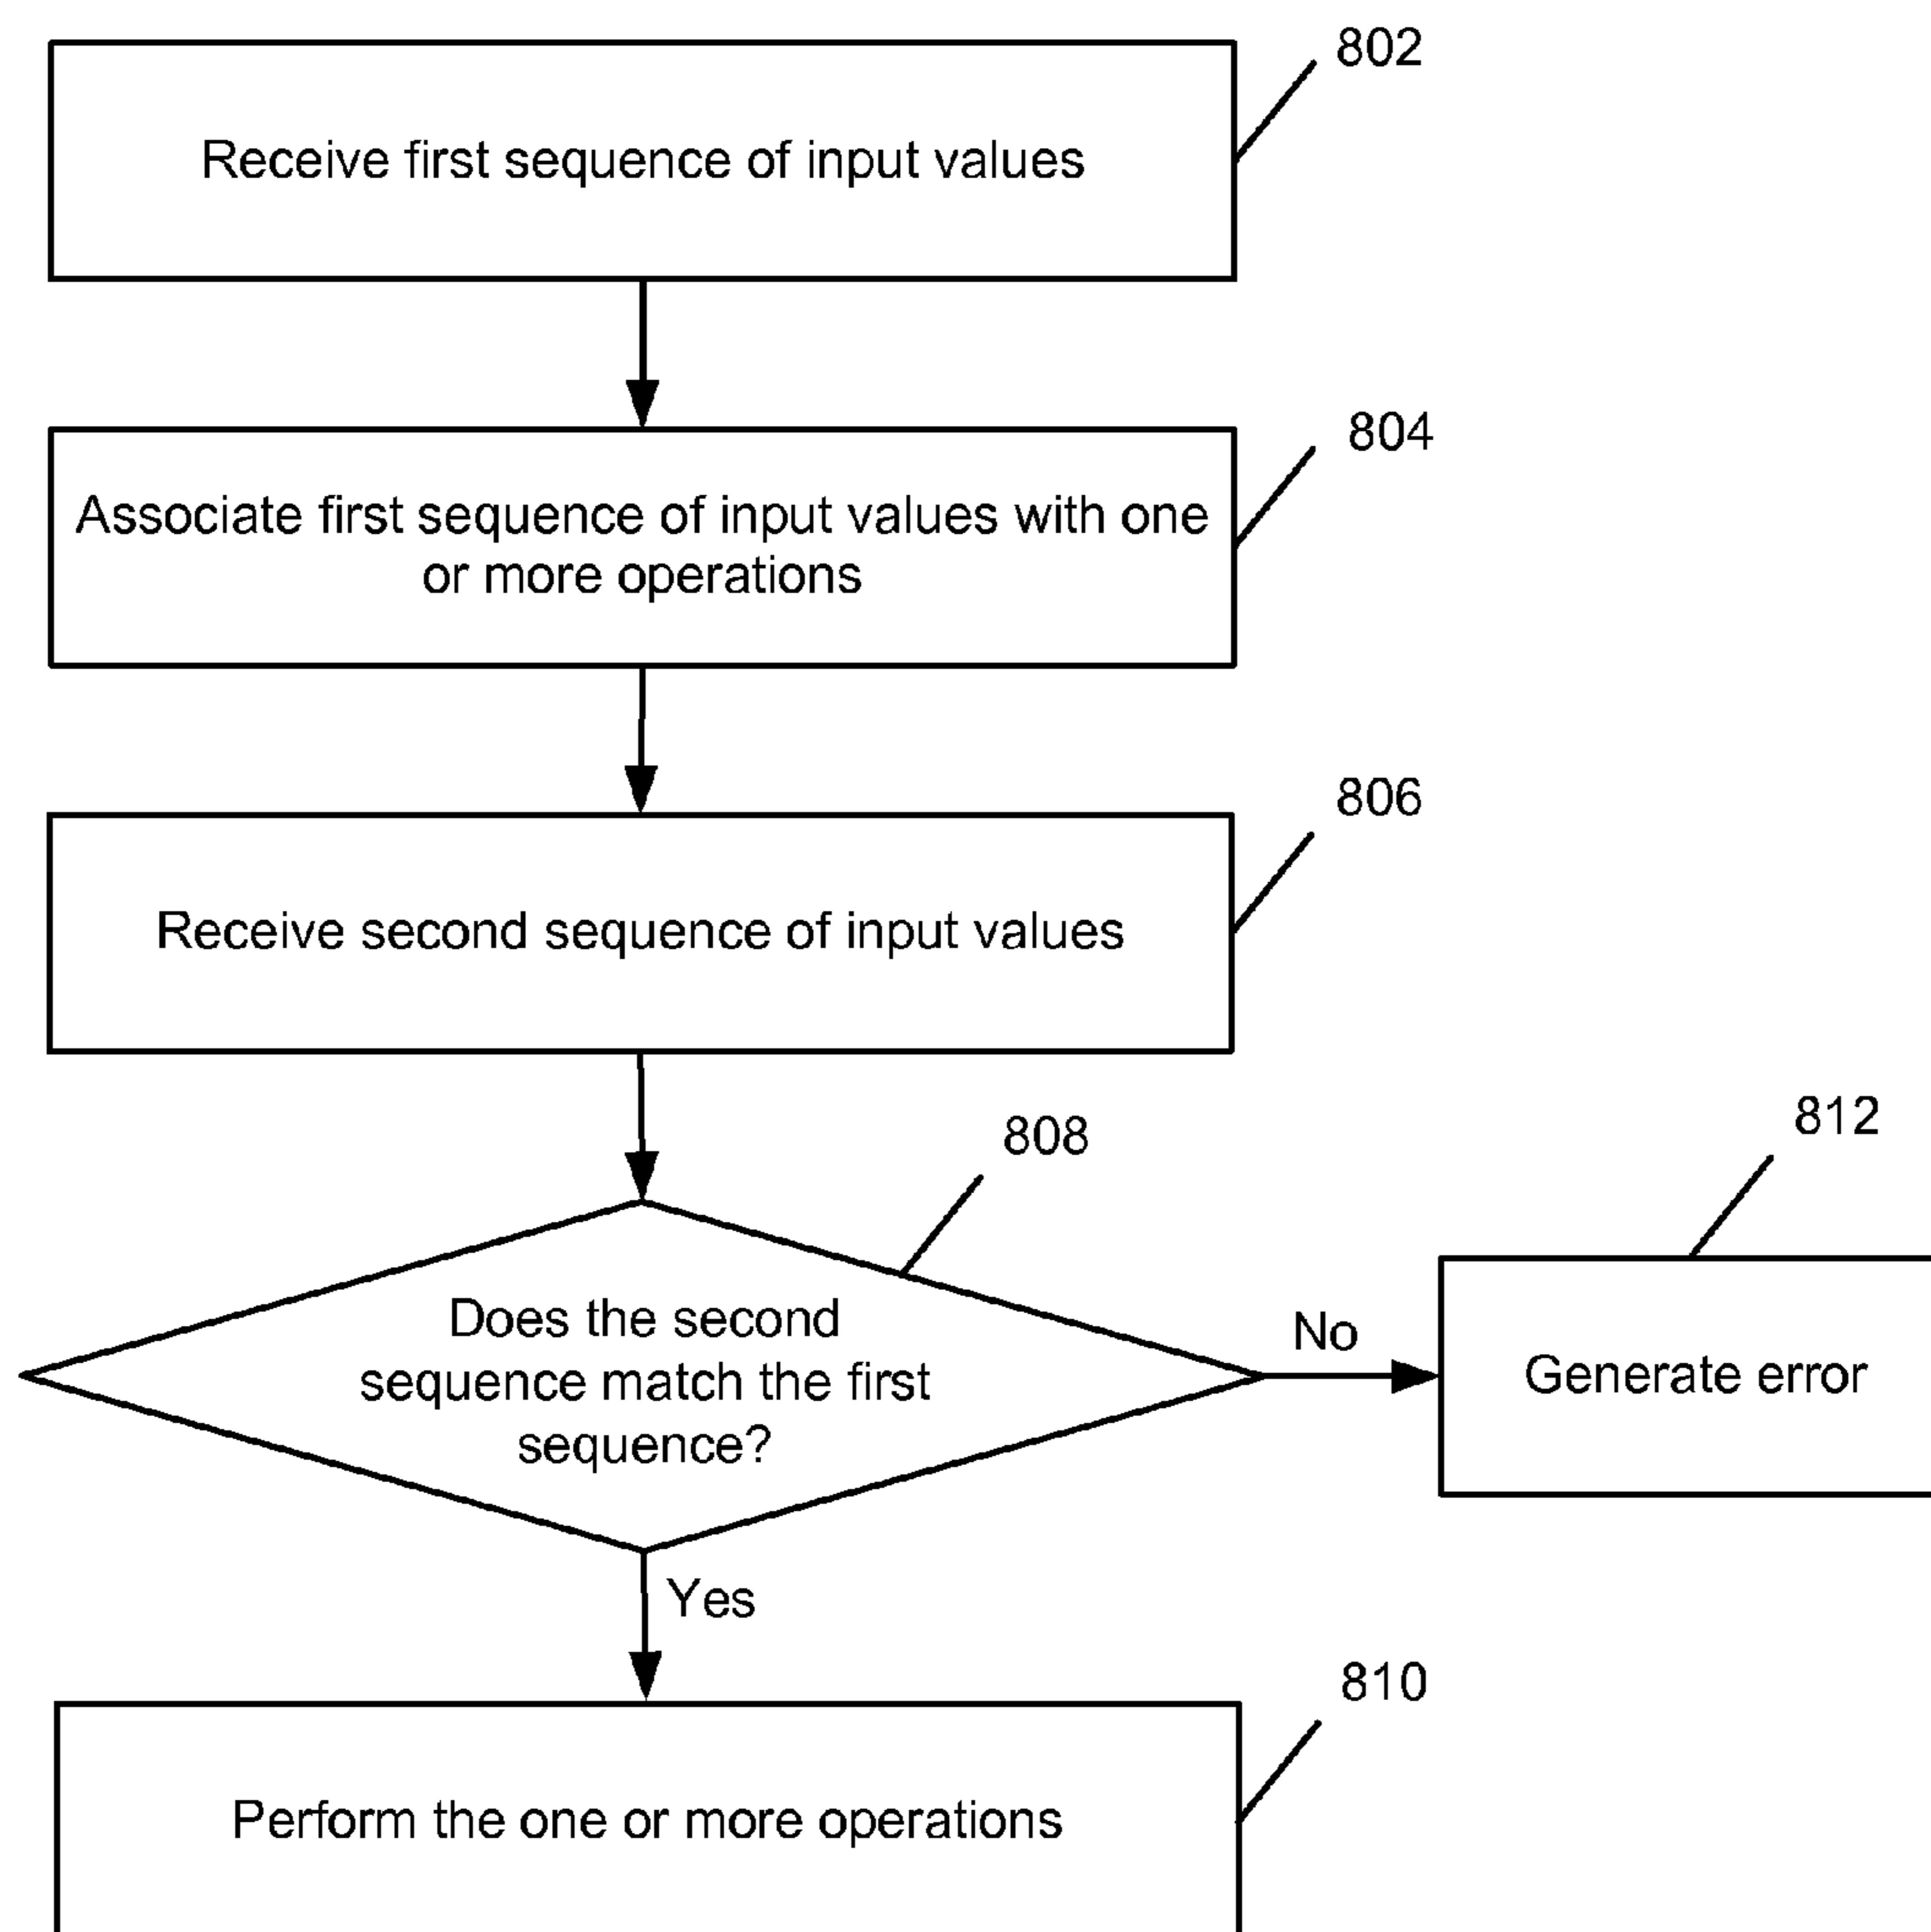 802
Receive first sequence of input values
804
Associate first sequence of input values with one
or more operations
806
Receive second sequence of input values
808
812
Does the second
sequence match the first
sequence?
No
Generate error
Yes
810
Perform the one or more operations